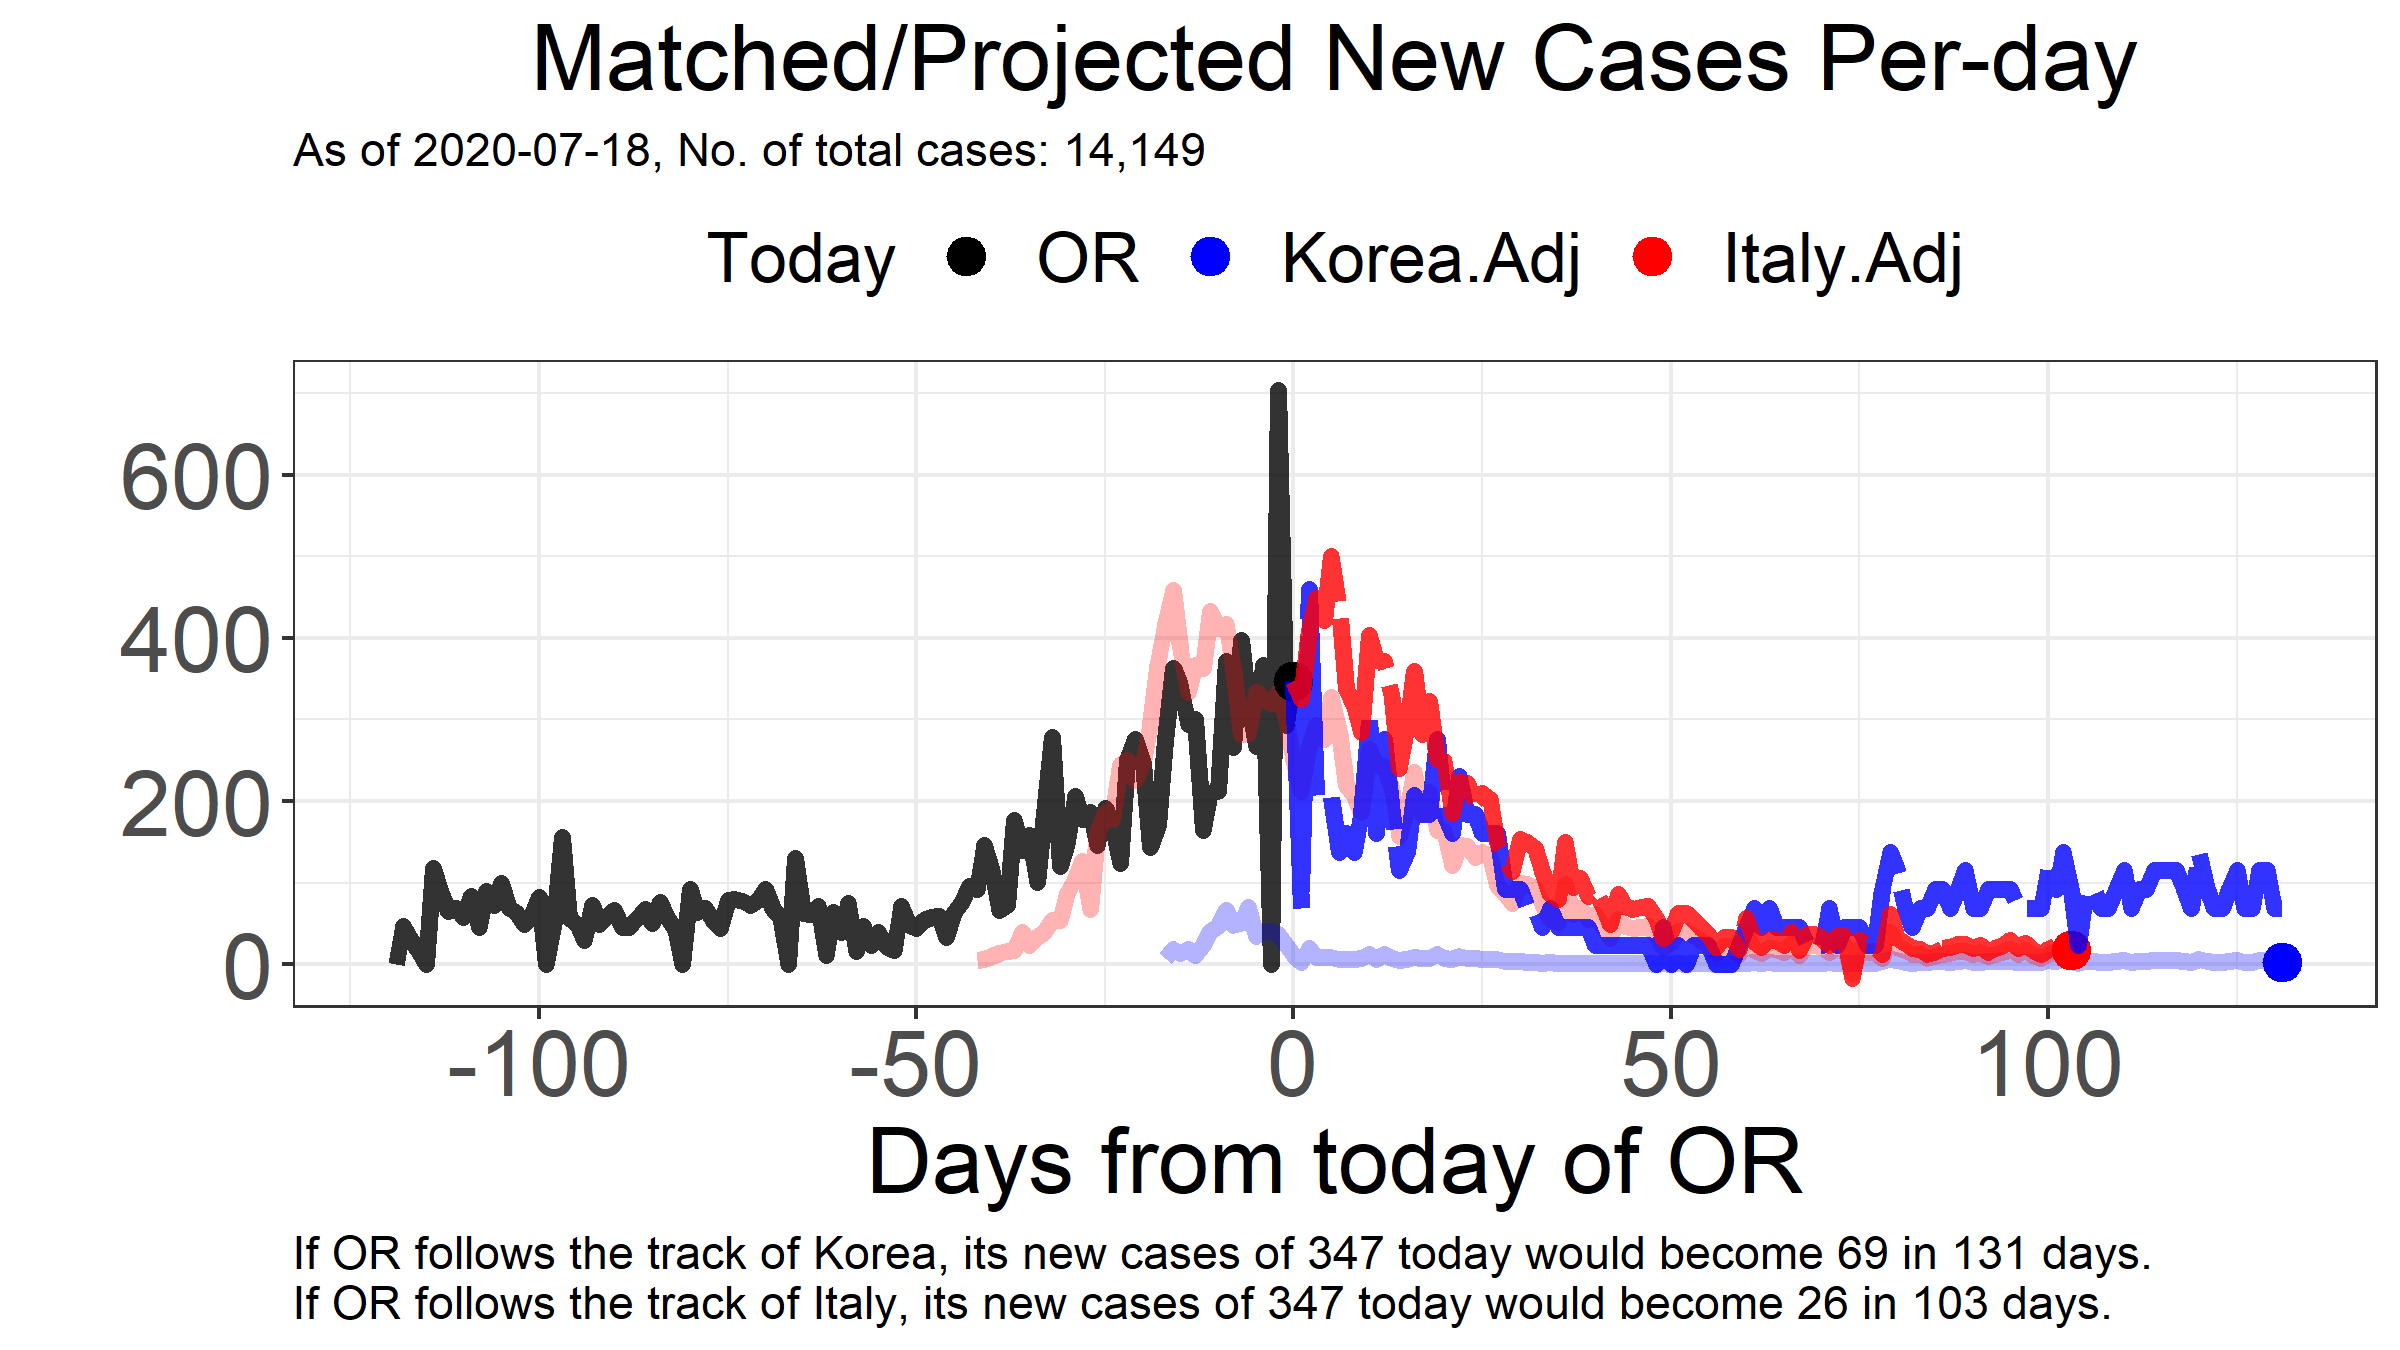 Matched/Projected New Cases Per-day
As of 2020-07-18, No. of total cases: 14,149
Today OR Korea.Adj Italy.Adj
600
400
200
0
-100 -50 0 50 100
Days from today of OR
If OR follows the track of Korea, its new cases of 347 today would become 69 in 131 days.
If OR follows the track of Italy, its new cases of 347 today would become 26 in 103 days.